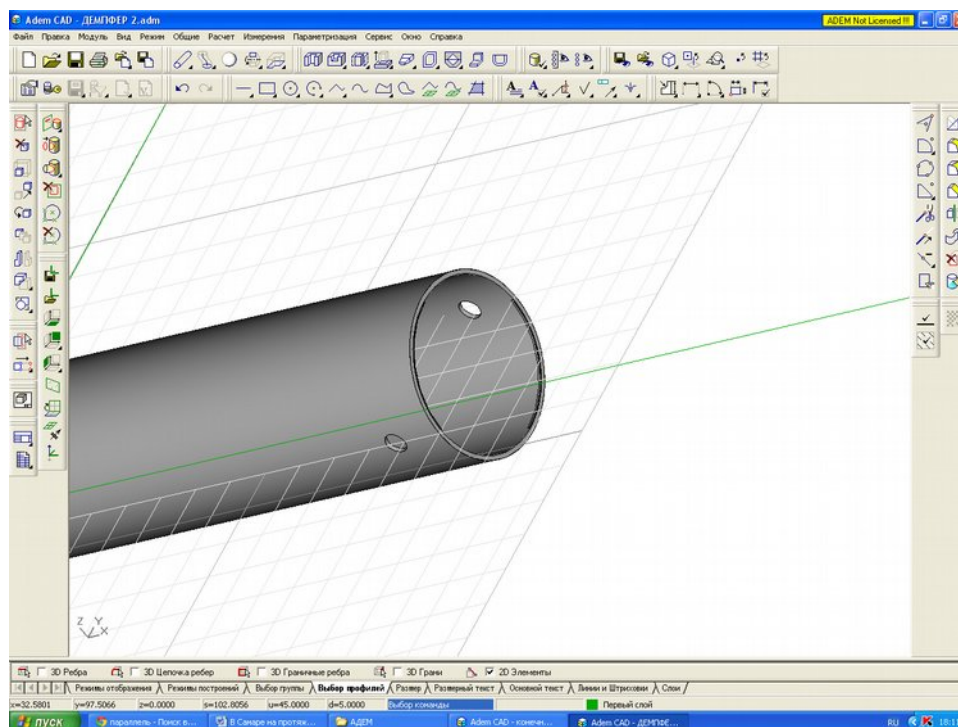 Adem CAD - ДЕМПФЕР 2.adm
ADEM Not Licensed !!!
Файл Правка Модуль Вид Режим Общие Расчет Измерения Параметризация Сервис Окно Справка
Z Y
X
3D Ребра 3D Цепочка ребер 3D Граничные ребра 3D Грани 2D Элементы
Режимы отображения Режимы построений Выбор группы Выбор профилей Размер Размерный текст Основной текст Линии и Штриховки Слои
x=32.5801 y=97.5066 z=0.0000 s=102.8056 u=45.0000 d=5.0000 Выбор команды Первый слой
пуск параллель - Поиск в... В Самаре на протяж... АДЕМ Adem CAD - конечн... Adem CAD - ДЕМПФЕ... RU